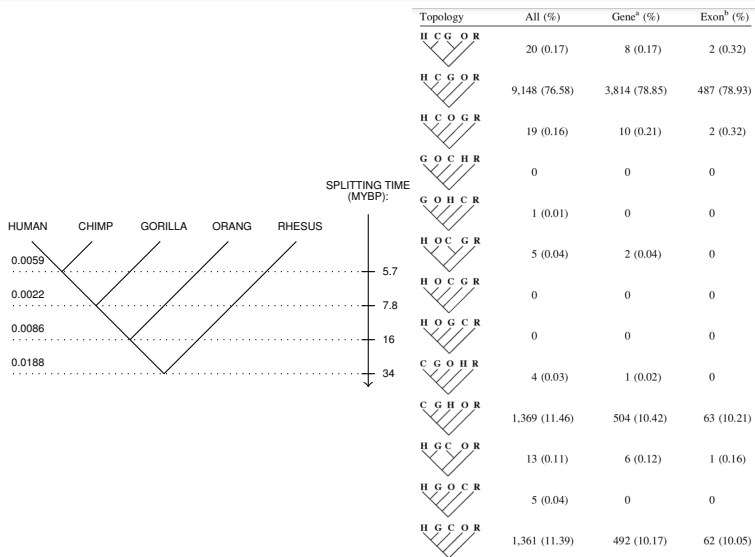 SPLITTING TIME
(MYBP):
HUMAN CHIMP GORILLA ORANG RHESUS
0.0059 5.7
0.0022 7.8
0.0086 16
0.0188 34
Topology All (%) Geneᵃ (%) Exonᵇ (%)
H C G O R 20 (0.17) 8 (0.17) 2 (0.32)
H C G O R 9,148 (76.58) 3,814 (78.85) 487 (78.93)
H C O G R 19 (0.16) 10 (0.21) 2 (0.32)
G O C H R 0 0 0
G O H C R 1 (0.01) 0 0
H O C G R 5 (0.04) 2 (0.04) 0
H O C G R 0 0 0
H O G C R 0 0 0
C G O H R 4 (0.03) 1 (0.02) 0
C G H O R 1,369 (11.46) 504 (10.42) 63 (10.21)
H G C O R 13 (0.11) 6 (0.12) 1 (0.16)
H G O C R 5 (0.04) 0 0
H G C O R 1,361 (11.39) 492 (10.17) 62 (10.05)